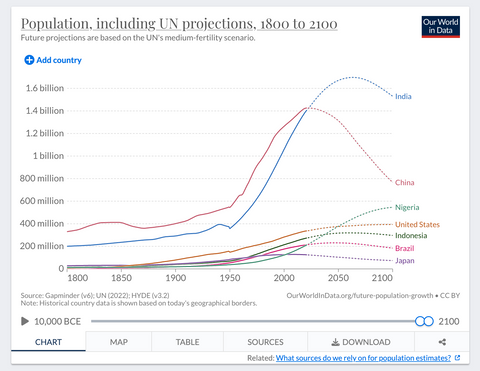 Population, including UN projections, 1800 to 2100
Future projections are based on the UN's medium-fertility scenario.
Our World
in Data
Add country
1.6 billion
1.4 billion
1.2 billion
1 billion
800 million
600 million
400 million
200 million
0
India
China
Nigeria
United States
Indonesia
Brazil
Japan
1800 1850 1900 1950 2000 2050 2100
Source: Gapminder (v6); UN (2022); HYDE (v3.2)
OurWorldInData.org/future-population-growth • CC BY
Note: Historical country data is shown based on today's geographical borders.
10,000 BCE 2100
CHART MAP TABLE SOURCES DOWNLOAD
Related: What sources do we rely on for population estimates?